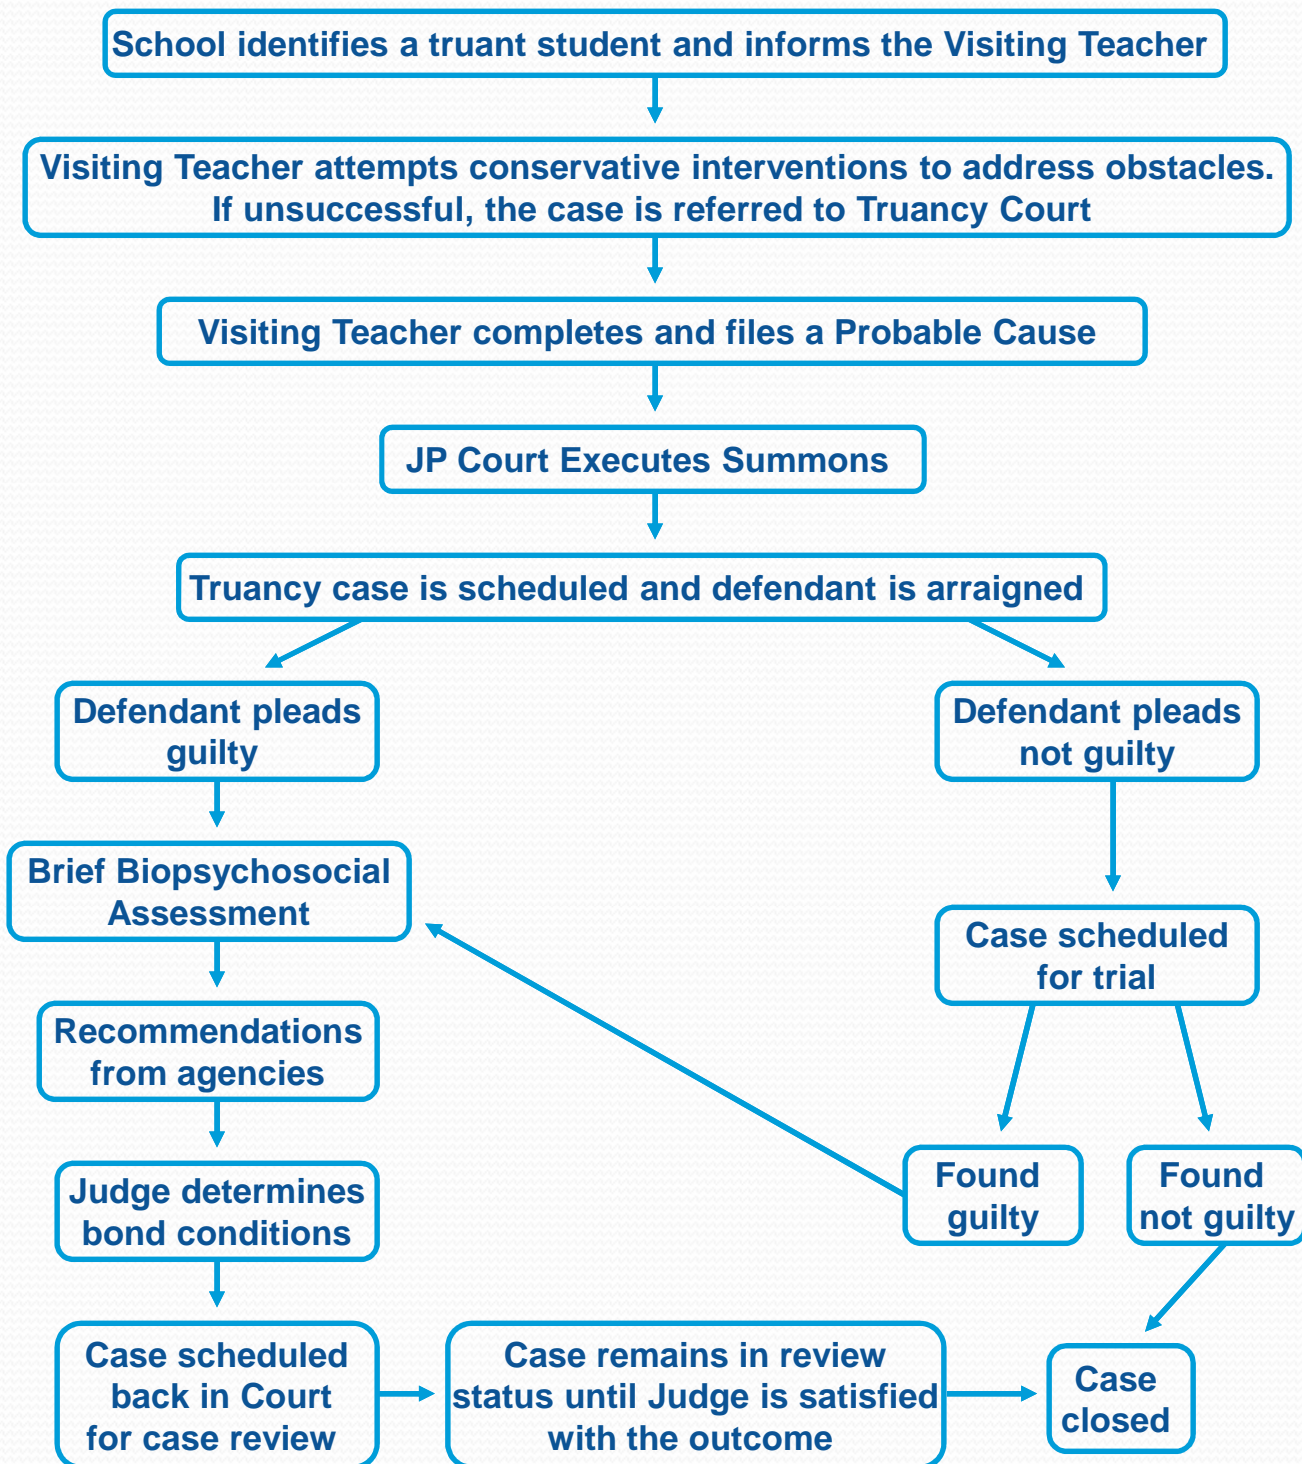 School identifies a truant student and informs the Visiting Teacher
Visiting Teacher attempts conservative interventions to address obstacles.
If unsuccessful, the case is referred to Truancy Court
Visiting Teacher completes and files a Probable Cause
JP Court Executes Summons
Truancy case is scheduled and defendant is arraigned
Defendant pleads
guilty
Defendant pleads
not guilty
Brief Biopsychosocial
Assessment
Case scheduled
for trial
Recommendations
from agencies
Found
guilty
Found
not guilty
Judge determines
bond conditions
Case scheduled
back in Court
for case review
Case remains in review
status until Judge is satisfied
with the outcome
Case
closed